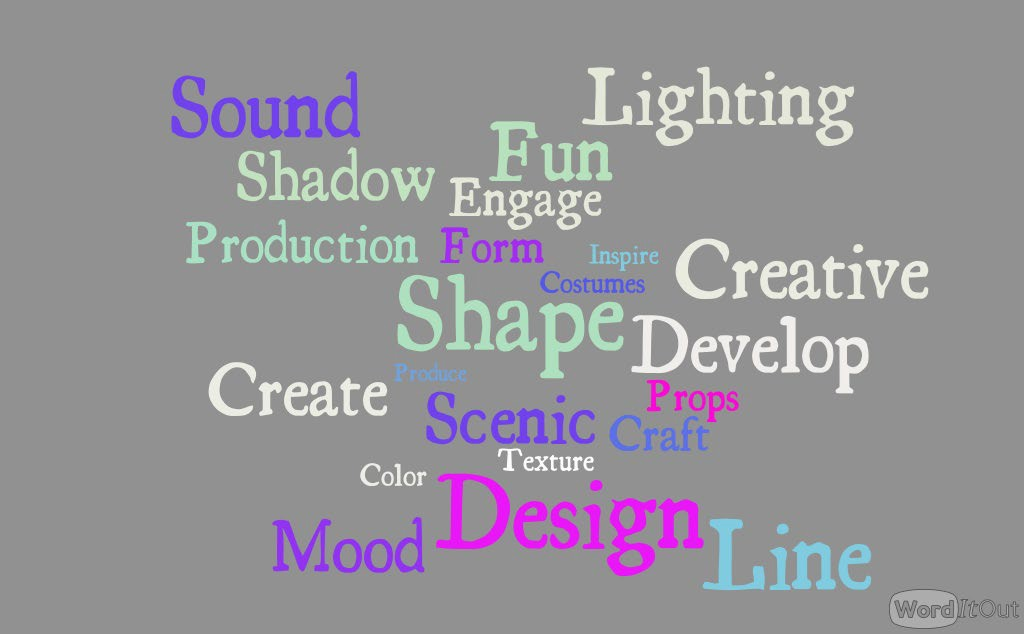 Sound
Lighting
Fun
Shadow
Engage
Production
Form
Inspire
Creative
Costumes
Shape
Develop
Produce
Create
Props
Scenic
Craft
Texture
Color
Design
Mood
Line
WordItOut